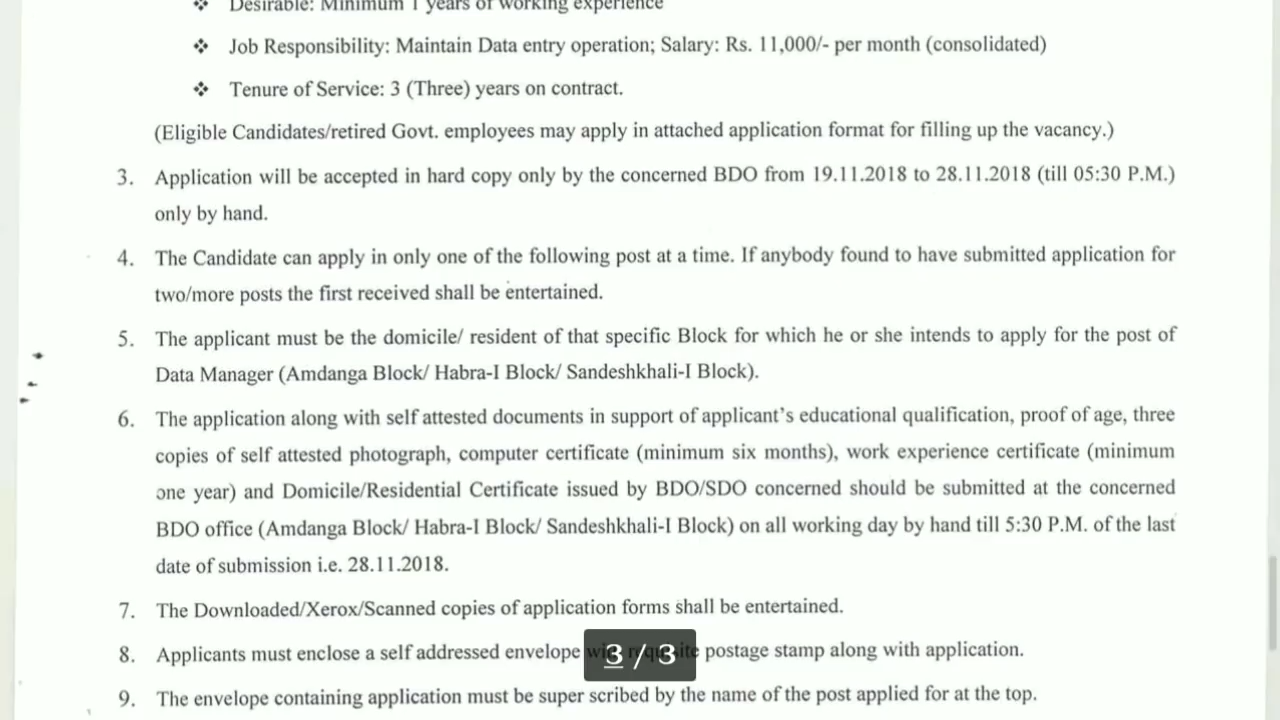 ❖ Desirable: Minimum 1 years of working experience
❖ Job Responsibility: Maintain Data entry operation; Salary: Rs. 11,000/- per month (consolidated)
❖ Tenure of Service: 3 (Three) years on contract.
(Eligible Candidates/retired Govt. employees may apply in attached application format for filling up the vacancy.)
3. Application will be accepted in hard copy only by the concerned BDO from 19.11.2018 to 28.11.2018 (till 05:30 P.M.)
only by hand.
4. The Candidate can apply in only one of the following post at a time. If anybody found to have submitted application for
two/more posts the first received shall be entertained.
5. The applicant must be the domicile/ resident of that specific Block for which he or she intends to apply for the post of
Data Manager (Amdanga Block/ Habra-I Block/ Sandeshkhali-I Block).
6. The application along with self attested documents in support of applicant's educational qualification, proof of age, three
copies of self attested photograph, computer certificate (minimum six months), work experience certificate (minimum
one year) and Domicile/Residential Certificate issued by BDO/SDO concerned should be submitted at the concerned
BDO office (Amdanga Block/ Habra-I Block/ Sandeshkhali-I Block) on all working day by hand till 5:30 P.M. of the last
date of submission i.e. 28.11.2018.
7. The Downloaded/Xerox/Scanned copies of application forms shall be entertained.
8. Applicants must enclose a self addressed envelope with requisite postage stamp along with application.
3 / 3
9. The envelope containing application must be super scribed by the name of the post applied for at the top.